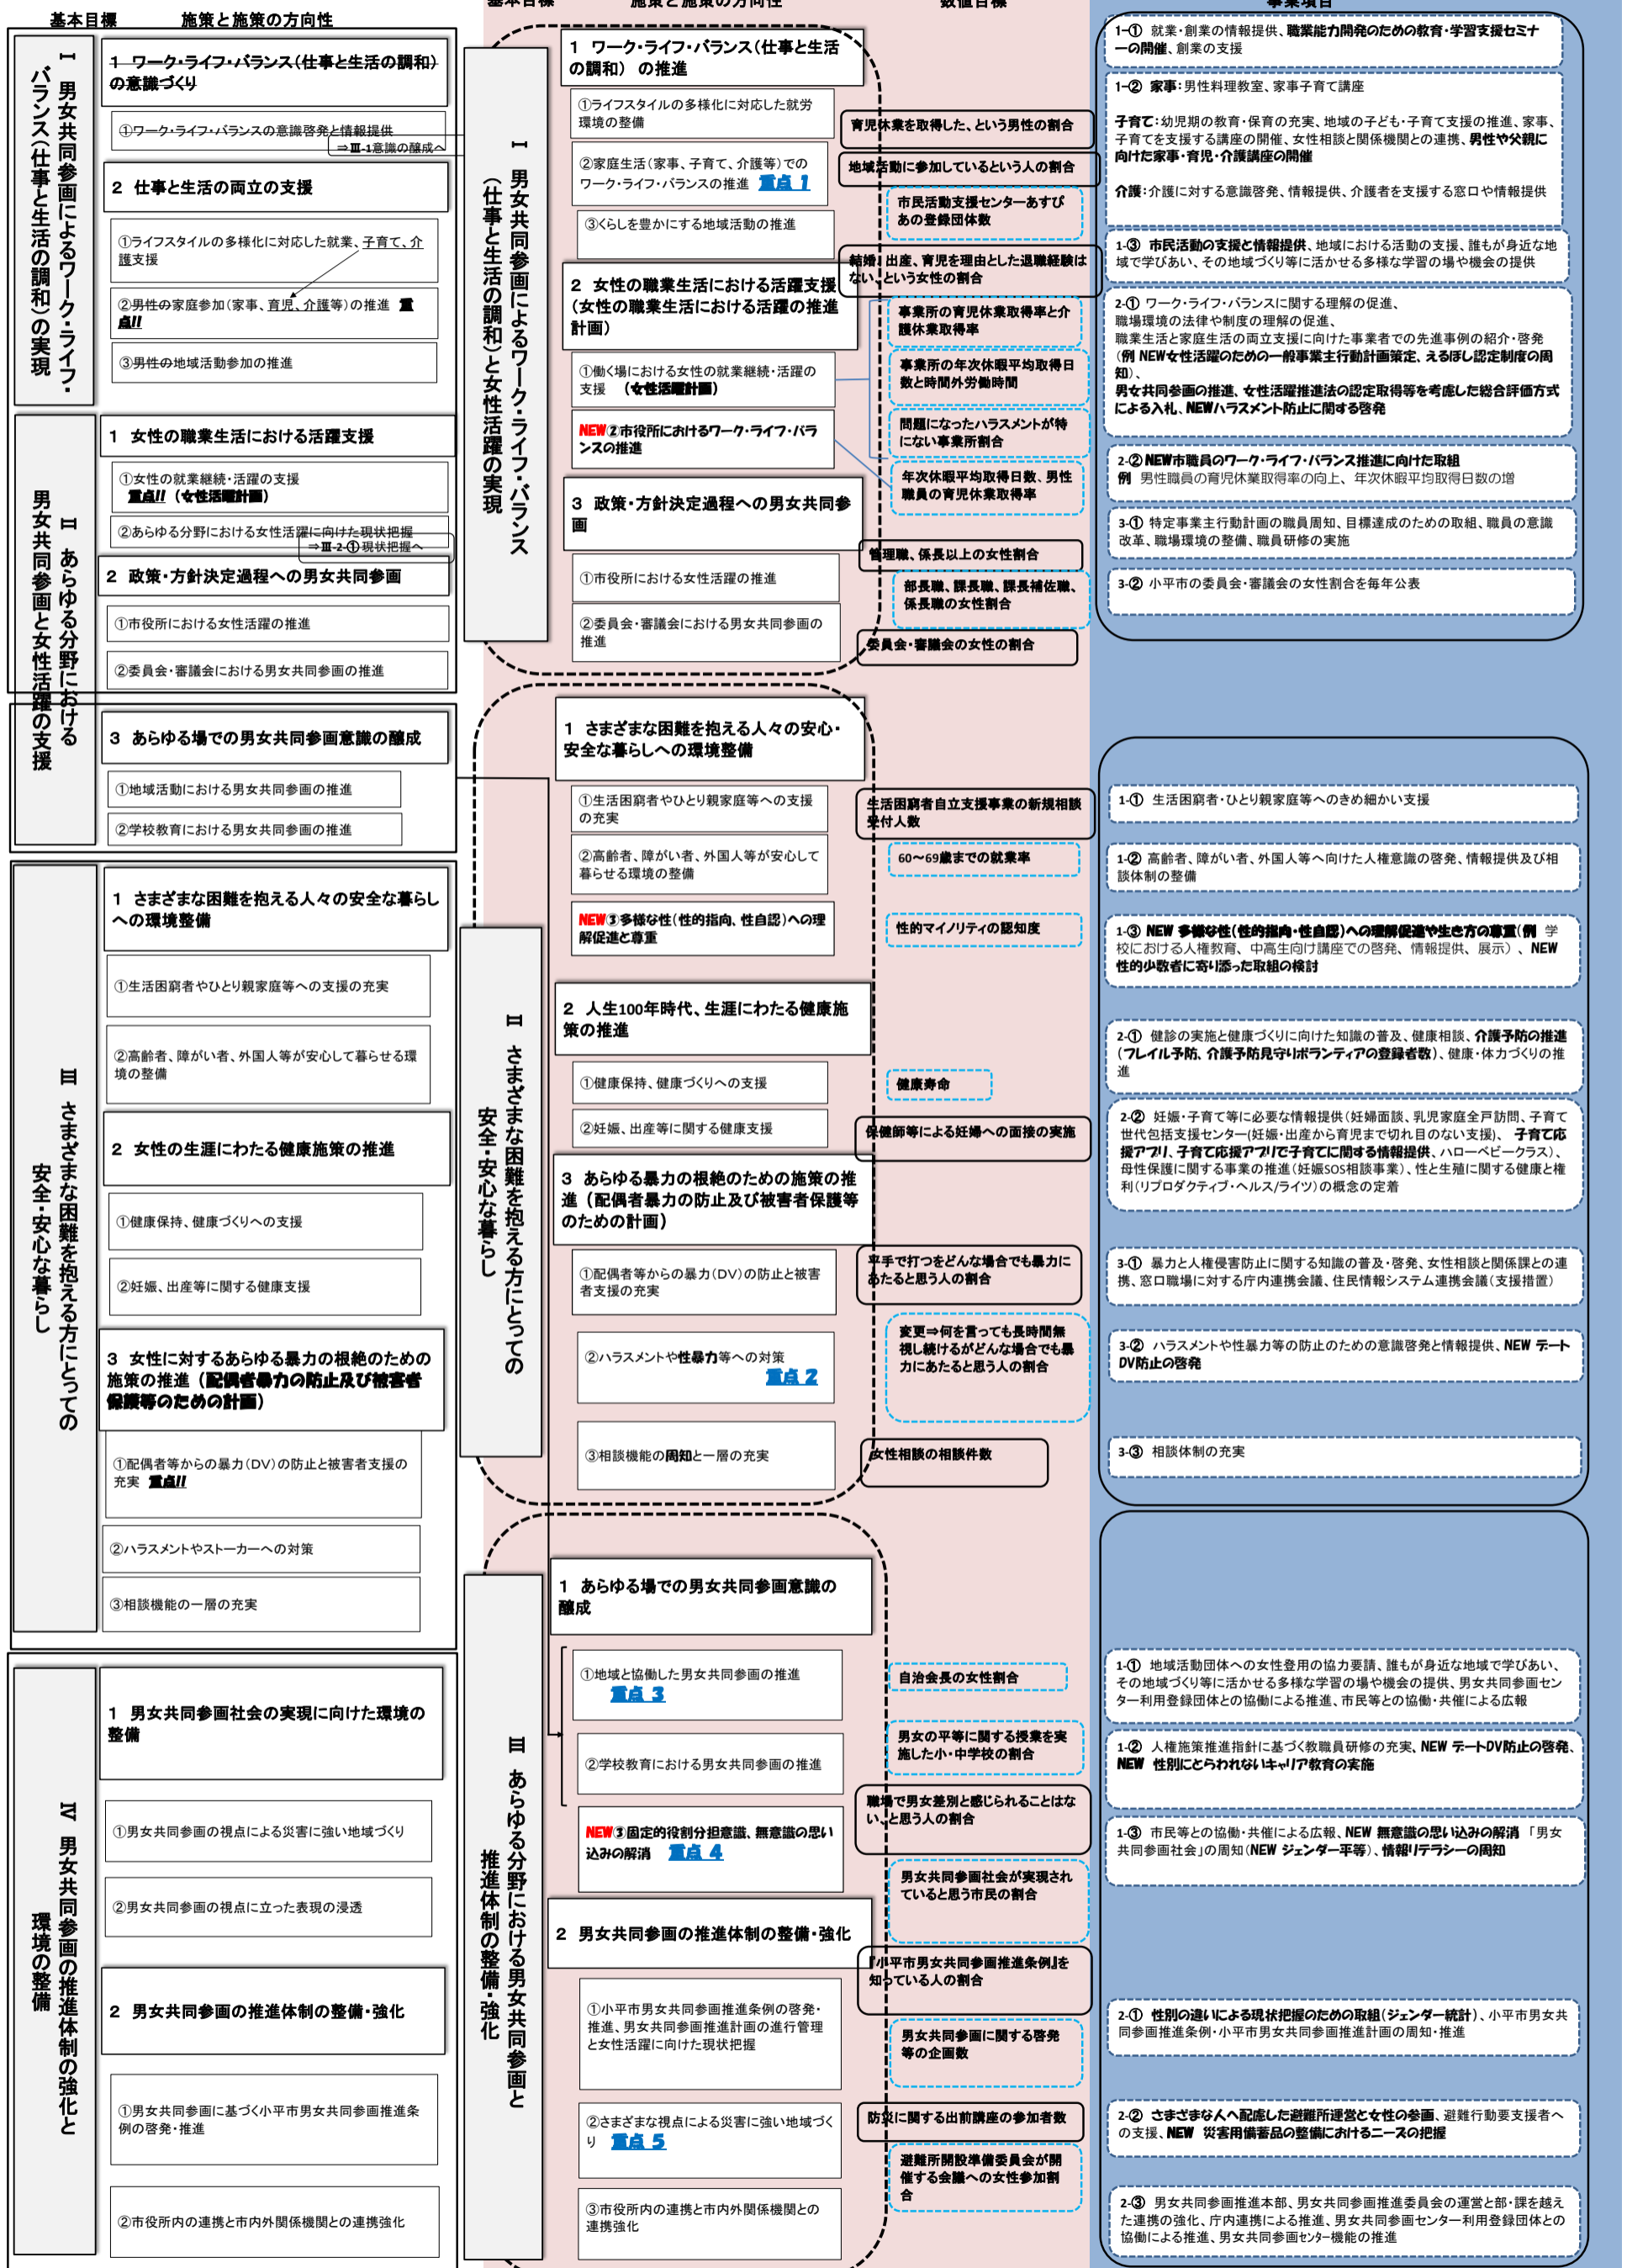 基本目標
施策と施策の方向性
Ⅰ 男女共同参画によるワーク・ライフ・
バランス(仕事と生活の調和)の実現
1 ワーク・ライフ・バランス(仕事と生活の調和)
の意識づくり
①ワーク・ライフ・バランスの意識啓発と情報提供
⇒Ⅲ-1意識の醸成へ
2 仕事と生活の両立の支援
①ライフスタイルの多様化に対応した就業、子育て、介
護支援
②男性の家庭参加(家事、育児、介護等)の推進 重
点!!
③男性の地域活動参加の推進
Ⅱ あらゆる分野における
男女共同参画と女性活躍の支援
1 女性の職業生活における活躍支援
①女性の就業継続・活躍の支援
重点!!(女性活躍計画)
②あらゆる分野における女性活躍に向けた現状把握
⇒Ⅲ-2-①現状把握へ
2 政策・方針決定過程への男女共同参画
①市役所における女性活躍の推進
②委員会・審議会における男女共同参画の推進
3 あらゆる場での男女共同参画意識の醸成
①地域活動における男女共同参画の推進
②学校教育における男女共同参画の推進
Ⅲ さまざまな困難を抱える方にとっての
安全・安心な暮らし
1 さまざまな困難を抱える人々の安全な暮らし
への環境整備
①生活困窮者やひとり親家庭等への支援の充実
②高齢者、障がい者、外国人等が安心して暮らせる環
境の整備
2 女性の生涯にわたる健康施策の推進
①健康保持、健康づくりへの支援
②妊娠、出産等に関する健康支援
3 女性に対するあらゆる暴力の根絶のための
施策の推進(配偶者暴力の防止及び被害者
保護等のための計画)
①配偶者等からの暴力(DV)の防止と被害者支援の
充実 重点!!
②ハラスメントやストーカーへの対策
③相談機能の一層の充実
Ⅳ 男女共同参画の推進体制の強化と
環境の整備
1 男女共同参画社会の実現に向けた環境の
整備
①男女共同参画の視点による災害に強い地域づくり
②男女共同参画の視点に立った表現の浸透
2 男女共同参画の推進体制の整備・強化
①男女共同参画に基づく小平市男女共同参画推進条
例の啓発・推進
②市役所内の連携と市内外関係機関との連携強化
基本目標
施策と施策の方向性
数値目標
事業項目
Ⅰ 男女共同参画によるワーク・ライフ・バランス
(仕事と生活の調和)と女性活躍の実現
1 ワーク・ライフ・バランス(仕事と生活
の調和) の推進
①ライフスタイルの多様化に対応した就労
環境の整備
②家庭生活(家事、子育て、介護等)での
ワーク・ライフ・バランスの推進 重点 1
③くらしを豊かにする地域活動の推進
2 女性の職業生活における活躍支援
(女性の職業生活における活躍の推進
計画)
①働く場における女性の就業継続・活躍の
支援 (女性活躍計画)
NEW②市役所におけるワーク・ライフ・バラ
ンスの推進
3 政策・方針決定過程への男女共同参
画
①市役所における女性活躍の推進
②委員会・審議会における男女共同参画の
推進
育児休業を取得した、という男性の割合
地域活動に参加しているという人の割合
市民活動支援センターあすぴ
あの登録団体数
結婚、出産、育児を理由とした退職経験は
ない、という女性の割合
事業所の育児休業取得率と介
護休業取得率
事業所の年次休暇平均取得日
数と時間外労働時間
問題になったハラスメントが特
にない事業所割合
年次休暇平均取得日数、男性
職員の育児休業取得率
管理職、係長以上の女性割合
部長職、課長職、課長補佐職、
係長職の女性割合
委員会・審議会の女性の割合
1-① 就業・創業の情報提供、職業能力開発のための教育・学習支援セミナ
ーの開催、創業の支援
1-② 家事:男性料理教室、家事子育て講座
子育て:幼児期の教育・保育の充実、地域の子ども・子育て支援の推進、家事、
子育てを支援する講座の開催、女性相談と関係機関との連携、男性や父親に
向けた家事・育児・介護講座の開催
介護:介護に対する意識啓発、情報提供、介護者を支援する窓口や情報提供
1-③ 市民活動の支援と情報提供、地域における活動の支援、誰もが身近な地
域で学びあい、その地域づくり等に活かせる多様な学習の場や機会の提供
2-① ワーク・ライフ・バランスに関する理解の促進、
職場環境の法律や制度の理解の促進、
職業生活と家庭生活の両立支援に向けた事業者での先進事例の紹介・啓発
(例 NEW女性活躍のための一般事業主行動計画策定、えるぼし認定制度の周
知)、
男女共同参画の推進、女性活躍推進法の認定取得等を考慮した総合評価方式
による入札、NEWハラスメント防止に関する啓発
2-②NEW市職員のワーク・ライフ・バランス推進に向けた取組
例 男性職員の育児休業取得率の向上、年次休暇平均取得日数の増
3-① 特定事業主行動計画の職員周知、目標達成のための取組、職員の意識
改革、職場環境の整備、職員研修の実施
3-② 小平市の委員会・審議会の女性割合を毎年公表
Ⅱ さまざまな困難を抱える方にとっての
安全・安心な暮らし
1 さまざまな困難を抱える人々の安心・
安全な暮らしへの環境整備
①生活困窮者やひとり親家庭等への支援
の充実
②高齢者、障がい者、外国人等が安心して
暮らせる環境の整備
NEW③多様な性(性的指向、性自認)への理
解促進と尊重
2 人生100年時代、生涯にわたる健康施
策の推進
①健康保持、健康づくりへの支援
②妊娠、出産等に関する健康支援
3 あらゆる暴力の根絶のための施策の推
進(配偶者暴力の防止及び被害者保護等
のための計画)
①配偶者等からの暴力(DV)の防止と被害
者支援の充実
②ハラスメントや性暴力等への対策
重点 2
③相談機能の周知と一層の充実
生活困窮者自立支援事業の新規相談
受付人数
60～69歳までの就業率
性的マイノリティの認知度
健康寿命
保健師等による妊婦への面接の実施
平手で打つをどんな場合でも暴力に
あたると思う人の割合
変更⇒何を言っても長時間無
視し続けるがどんな場合でも暴
力にあたると思う人の割合
女性相談の相談件数
1-① 生活困窮者・ひとり親家庭等へのきめ細かい支援
1-② 高齢者、障がい者、外国人等へ向けた人権意識の啓発、情報提供及び相
談体制の整備
1-③ NEW 多様な性(性的指向・性自認)への理解促進や生き方の尊重(例 学
校における人権教育、中高生向け講座での啓発、情報提供、展示)、NEW
性的少数者に寄り添った取組の検討
2-① 健診の実施と健康づくりに向けた知識の普及、健康相談、介護予防の推進
(フレイル予防、介護予防見守りボランティアの登録者数)、健康・体力づくりの推
進
2-② 妊娠・子育て等に必要な情報提供(妊婦面談、乳児家庭全戸訪問、子育て
世代包括支援センター(妊娠・出産から育児まで切れ目のない支援)、 子育て応
援アプリ、子育て応援アプリで子育てに関する情報提供、ハローベビークラス)、
母性保護に関する事業の推進(妊娠SOS相談事業)、性と生殖に関する健康と権
利(リプロダクティブ・ヘルス/ライツ)の概念の定着
3-① 暴力と人権侵害防止に関する知識の普及・啓発、女性相談と関係課との連
携、窓口職場に対する庁内連携会議、住民情報システム連携会議(支援措置)
3-② ハラスメントや性暴力等の防止のための意識啓発と情報提供、NEW デート
DV防止の啓発
3-③ 相談体制の充実
Ⅲ あらゆる分野における男女共同参画と
推進体制の整備・強化
1 あらゆる場での男女共同参画意識の
醸成
①地域と協働した男女共同参画の推進
重点 3
②学校教育における男女共同参画の推進
NEW③固定的役割分担意識、無意識の思い
込みの解消 重点 4
2 男女共同参画の推進体制の整備・強化
①小平市男女共同参画推進条例の啓発・
推進、男女共同参画推進計画の進行管理
と女性活躍に向けた現状把握
②さまざまな視点による災害に強い地域づく
り 重点 5
③市役所内の連携と市内外関係機関との
連携強化
自治会長の女性割合
男女の平等に関する授業を実
施した小・中学校の割合
職場で男女差別と感じられることはな
い、と思う人の割合
男女共同参画社会が実現され
ていると思う市民の割合
『小平市男女共同参画推進条例』を
知っている人の割合
男女共同参画に関する啓発
等の企画数
防災に関する出前講座の参加者数
避難所開設準備委員会が開
催する会議への女性参加割
合
1-① 地域活動団体への女性登用の協力要請、誰もが身近な地域で学びあい、
その地域づくり等に活かせる多様な学習の場や機会の提供、男女共同参画セン
ター利用登録団体との協働による推進、市民等との協働・共催による広報
1-② 人権施策推進指針に基づく教職員研修の充実、NEW デートDV防止の啓発、
NEW 性別にとらわれないキャリア教育の実施
1-③ 市民等との協働・共催による広報、NEW 無意識の思い込みの解消 「男女
共同参画社会」の周知(NEW ジェンダー平等)、情報リテラシーの周知
2-① 性別の違いによる現状把握のための取組(ジェンダー統計)、小平市男女共
同参画推進条例・小平市男女共同参画推進計画の周知・推進
2-② さまざまな人へ配慮した避難所運営と女性の参画、避難行動要支援者へ
の支援、NEW 災害用備蓄品の整備におけるニーズの把握
2-③ 男女共同参画推進本部、男女共同参画推進委員会の運営と部・課を越え
た連携の強化、庁内連携による推進、男女共同参画センター利用登録団体との
協働による推進、男女共同参画センター機能の推進